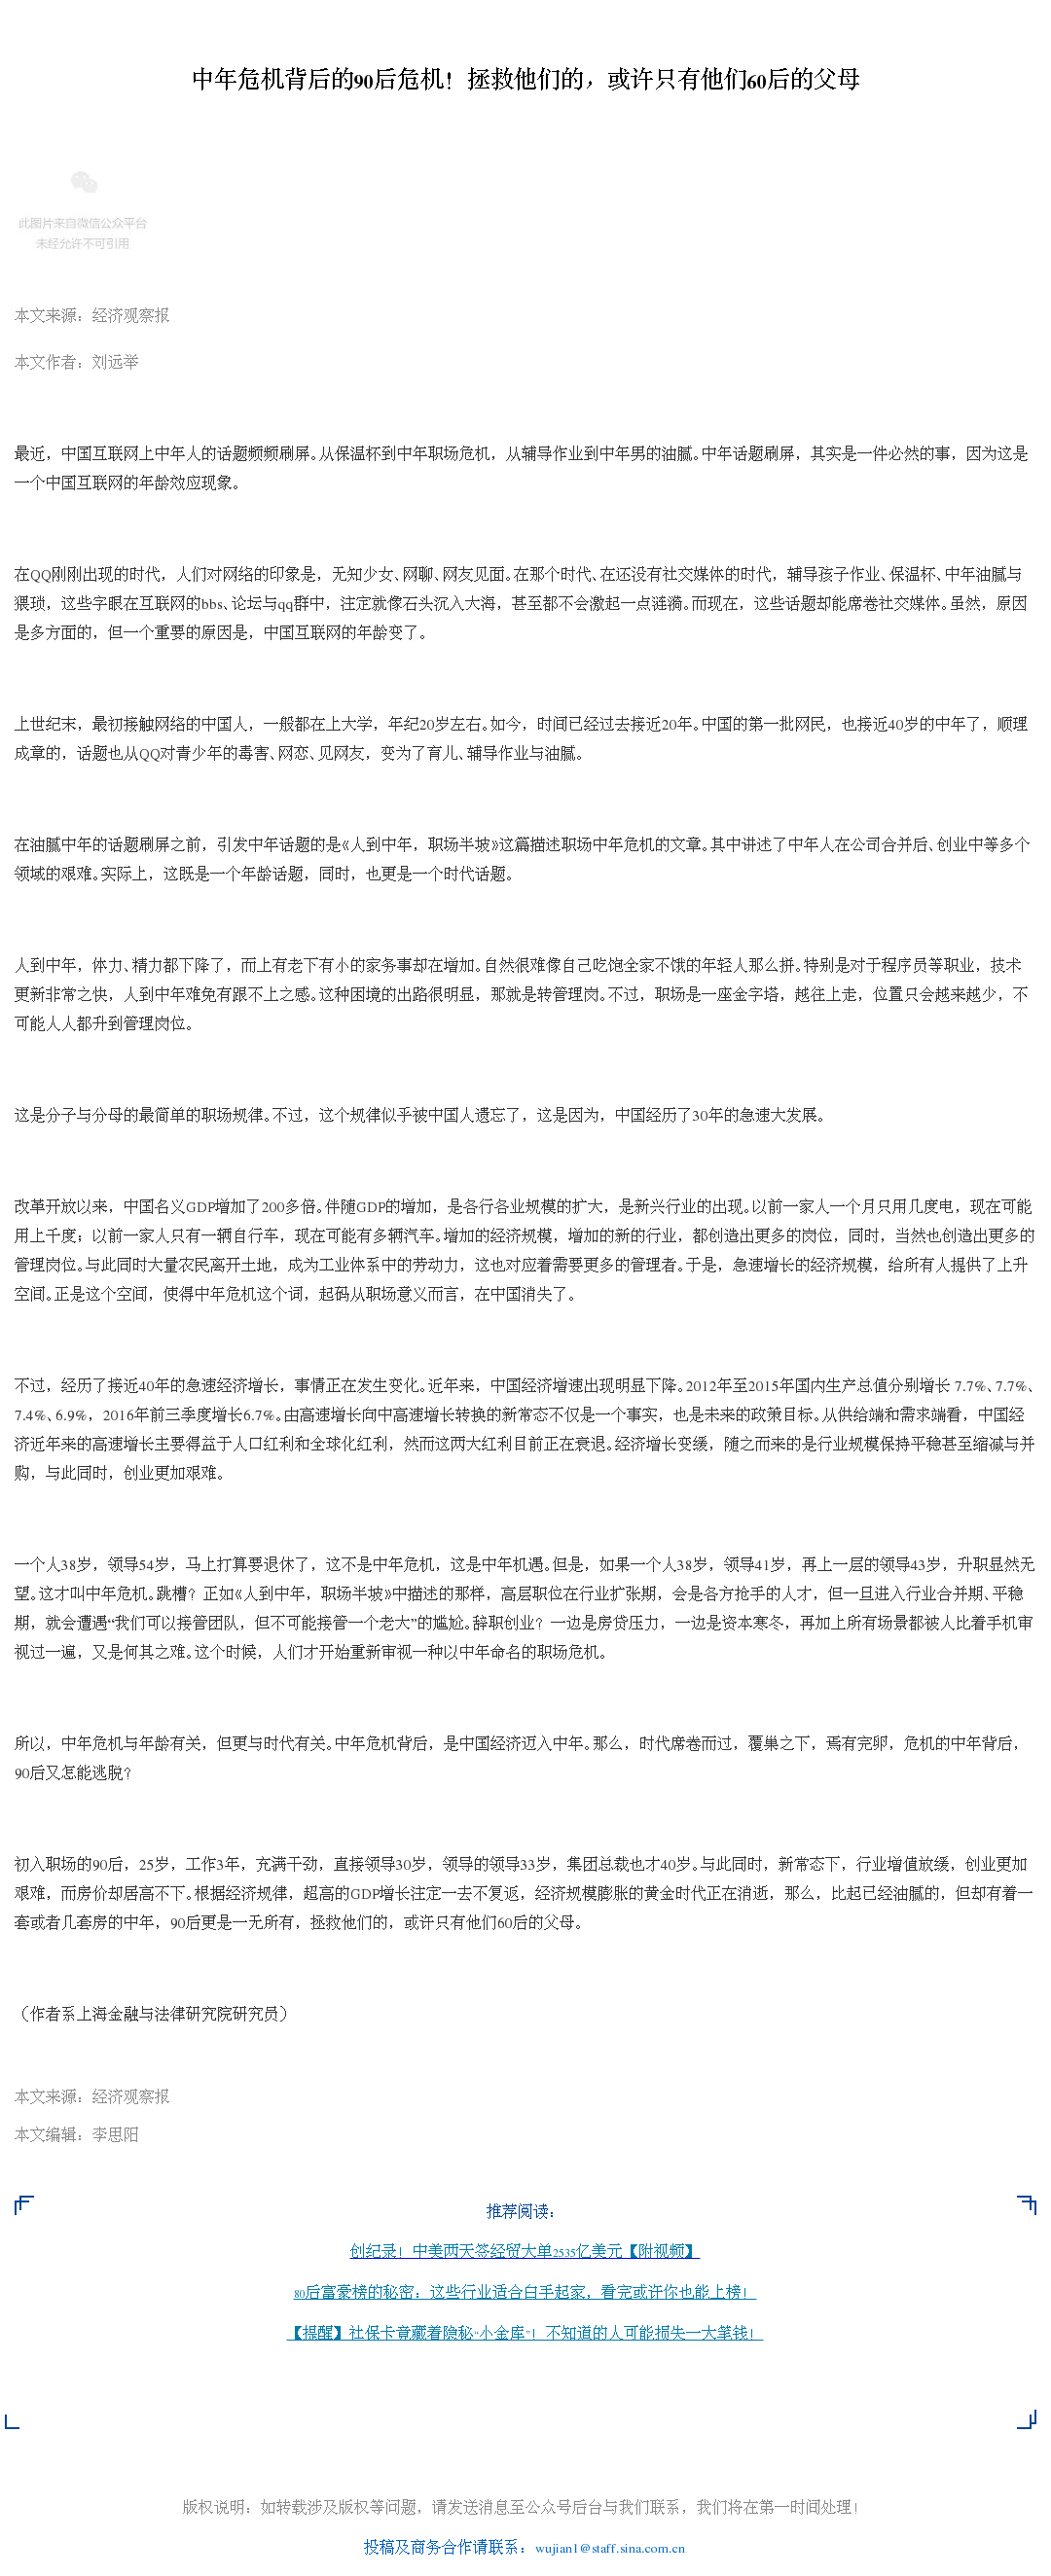 中年危机背后的90后危机！拯救他们的，或许只有他们60后的父母
此图片来自微信公众平台
未经允许不可引用
本文来源：经济观察报
本文作者：刘远举
最近，中国互联网上中年人的话题频频刷屏。从保温杯到中年职场危机，从辅导作业到中年男的油腻。中年话题刷屏，其实是一件必然的事，因为这是
一个中国互联网的年龄效应现象。
在QQ刚刚出现的时代，人们对网络的印象是，无知少女、网聊、网友见面。在那个时代、在还没有社交媒体的时代，辅导孩子作业、保温杯、中年油腻与
猥琐，这些字眼在互联网的bbs、论坛与qq群中，注定就像石头沉入大海，甚至都不会激起一点涟漪。而现在，这些话题却能席卷社交媒体。虽然，原因
是多方面的，但一个重要的原因是，中国互联网的年龄变了。
上世纪末，最初接触网络的中国人，一般都在上大学，年纪20岁左右。如今，时间已经过去接近20年。中国的第一批网民，也接近40岁的中年了，顺理
成章的，话题也从QQ对青少年的毒害、网恋、见网友，变为了育儿、辅导作业与油腻。
在油腻中年的话题刷屏之前，引发中年话题的是《人到中年，职场半坡》这篇描述职场中年危机的文章。其中讲述了中年人在公司合并后、创业中等多个
领域的艰难。实际上，这既是一个年龄话题，同时，也更是一个时代话题。
人到中年，体力、精力都下降了，而上有老下有小的家务事却在增加。自然很难像自己吃饱全家不饿的年轻人那么拼。特别是对于程序员等职业，技术
更新非常之快，人到中年难免有跟不上之感。这种困境的出路很明显，那就是转管理岗。不过，职场是一座金字塔，越往上走，位置只会越来越少，不
可能人人都升到管理岗位。
这是分子与分母的最简单的职场规律。不过，这个规律似乎被中国人遗忘了，这是因为，中国经历了30年的急速大发展。
改革开放以来，中国名义GDP增加了200多倍。伴随GDP的增加，是各行各业规模的扩大，是新兴行业的出现。以前一家人一个月只用几度电，现在可能
用上千度；以前一家人只有一辆自行车，现在可能有多辆汽车。增加的经济规模，增加的新的行业，都创造出更多的岗位，同时，当然也创造出更多的
管理岗位。与此同时大量农民离开土地，成为工业体系中的劳动力，这也对应着需要更多的管理者。于是，急速增长的经济规模，给所有人提供了上升
空间。正是这个空间，使得中年危机这个词，起码从职场意义而言，在中国消失了。
不过，经历了接近40年的急速经济增长，事情正在发生变化。近年来，中国经济增速出现明显下降。2012年至2015年国内生产总值分别增长 7.7%、7.7%、
7.4%、6.9%，2016年前三季度增长6.7%。由高速增长向中高速增长转换的新常态不仅是一个事实，也是未来的政策目标。从供给端和需求端看，中国经
济近年来的高速增长主要得益于人口红利和全球化红利，然而这两大红利目前正在衰退。经济增长变缓，随之而来的是行业规模保持平稳甚至缩减与并
购，与此同时，创业更加艰难。
一个人38岁，领导54岁，马上打算要退休了，这不是中年危机，这是中年机遇。但是，如果一个人38岁，领导41岁，再上一层的领导43岁，升职显然无
望。这才叫中年危机。跳槽？正如《人到中年，职场半坡》中描述的那样，高层职位在行业扩张期，会是各方抢手的人才，但一旦进入行业合并期、平稳
期，就会遭遇“我们可以接管团队，但不可能接管一个老大”的尴尬。辞职创业？一边是房贷压力，一边是资本寒冬，再加上所有场景都被人比着手机审
视过一遍，又是何其之难。这个时候，人们才开始重新审视一种以中年命名的职场危机。
所以，中年危机与年龄有关，但更与时代有关。中年危机背后，是中国经济迈入中年。那么，时代席卷而过，覆巢之下，焉有完卵，危机的中年背后，
90后又怎能逃脱？
初入职场的90后，25岁，工作3年，充满干劲，直接领导30岁，领导的领导33岁，集团总裁也才40岁。与此同时，新常态下，行业增值放缓，创业更加
艰难，而房价却居高不下。根据经济规律，超高的GDP增长注定一去不复返，经济规模膨胀的黄金时代正在消逝，那么，比起已经油腻的，但却有着一
套或者几套房的中年，90后更是一无所有，拯救他们的，或许只有他们60后的父母。
（作者系上海金融与法律研究院研究员）
本文来源：经济观察报
本文编辑：李思阳
推荐阅读：
创纪录！中美两天签经贸大单2535亿美元【附视频】
80后富豪榜的秘密：这些行业适合白手起家，看完或许你也能上榜！
【提醒】社保卡竟藏着隐秘“小金库”！不知道的人可能损失一大笔钱！
版权说明：如转载涉及版权等问题，请发送消息至公众号后台与我们联系，我们将在第一时间处理！
投稿及商务合作请联系：wujian1@staff.sina.com.cn